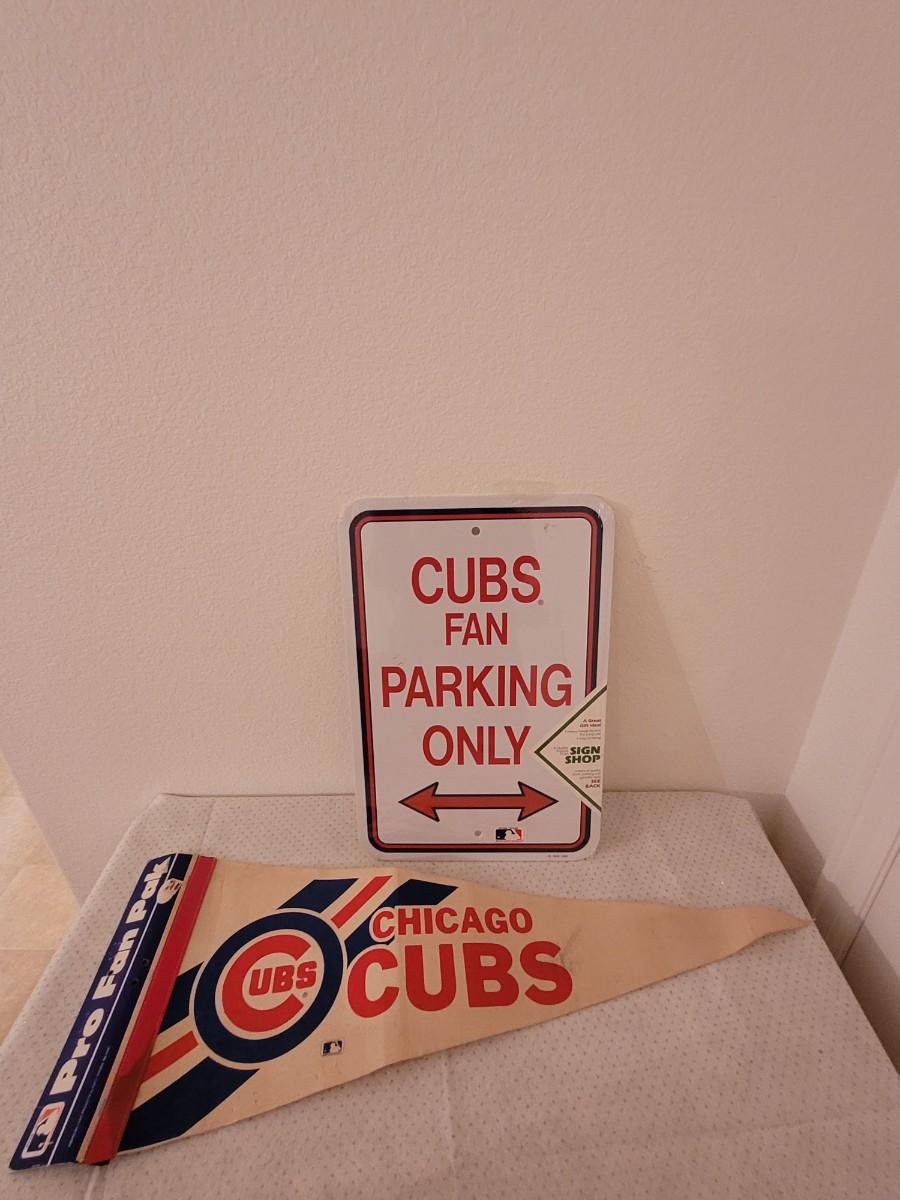 CUBS
FAN
PARKING
ONLY
A Great
Gift Idea!
SIGN
SHOP
SEE
BACK
Pro Fan Pak
CUBS
CHICAGO
CUBS